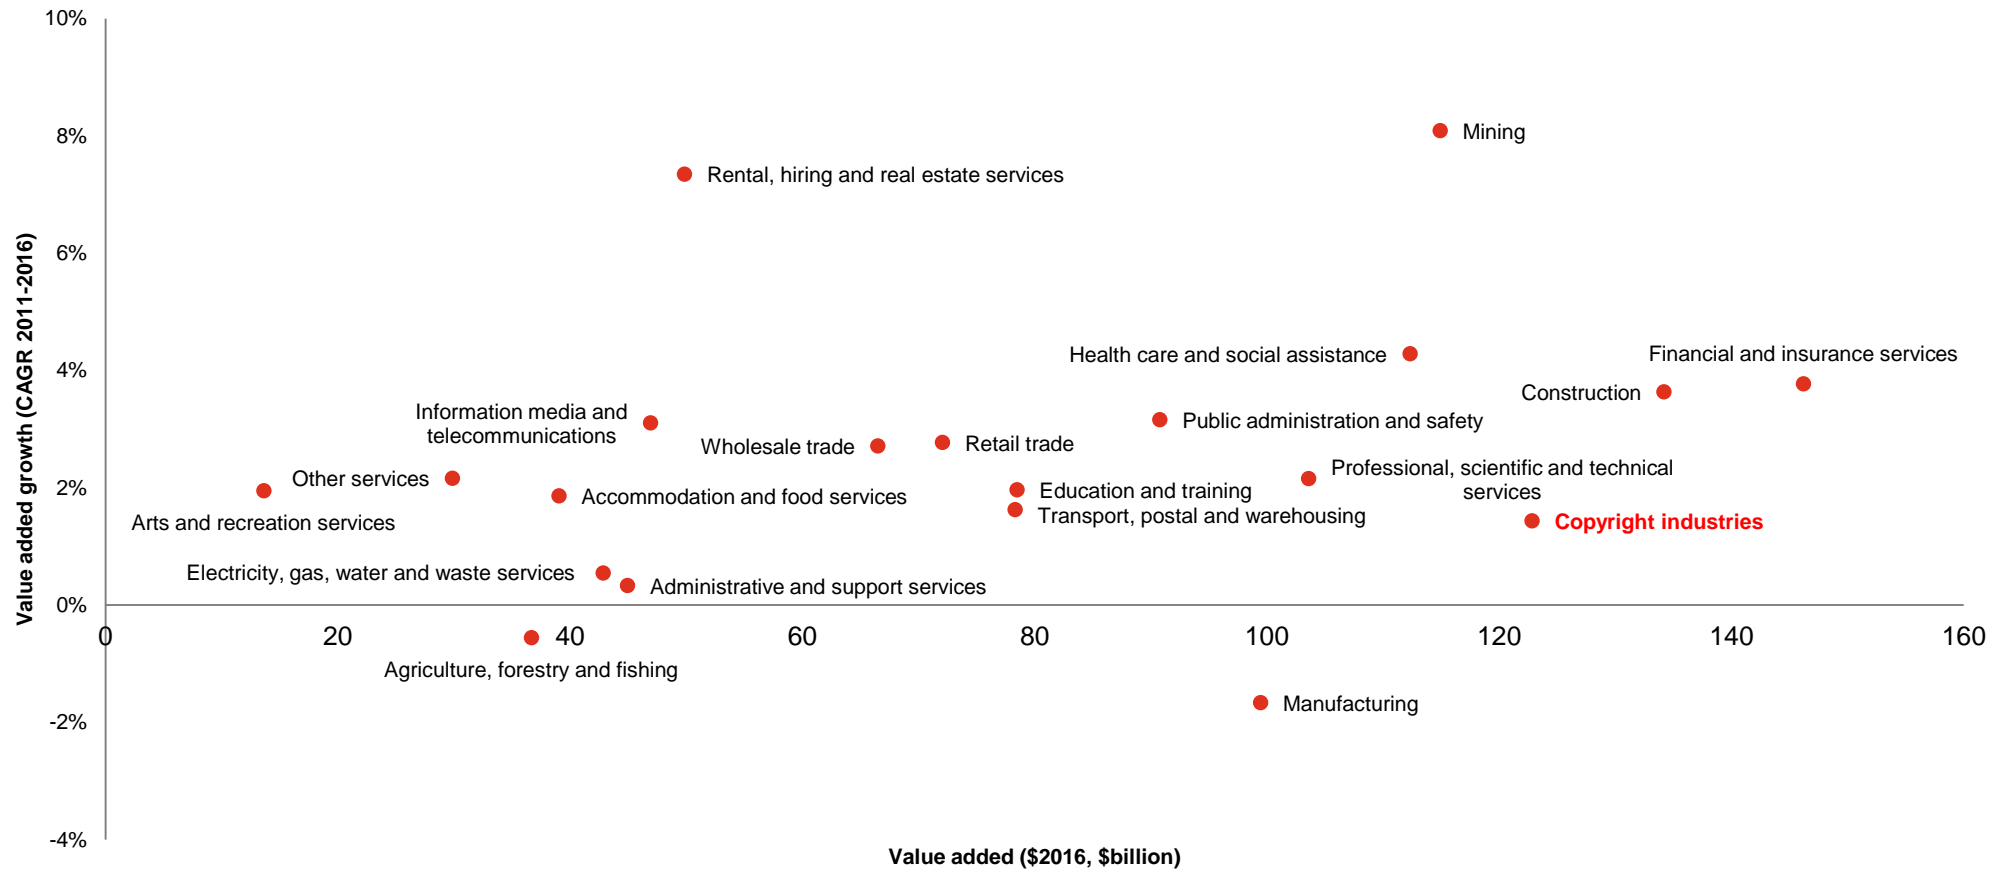 10%
8%
6%
4%
2%
0%
-2%
-4%
Value added growth (CAGR 2011-2016)
Mining
Rental, hiring and real estate services
Health care and social assistance
Financial and insurance services
Construction
Information media and
telecommunications
Public administration and safety
Wholesale trade
Retail trade
Other services
Professional, scientific and technical
services
Accommodation and food services
Education and training
Arts and recreation services
Transport, postal and warehousing
Copyright industries
Electricity, gas, water and waste services
Administrative and support services
0 20 40 60 80 100 120 140 160
Agriculture, forestry and fishing
Manufacturing
Value added ($2016, $billion)